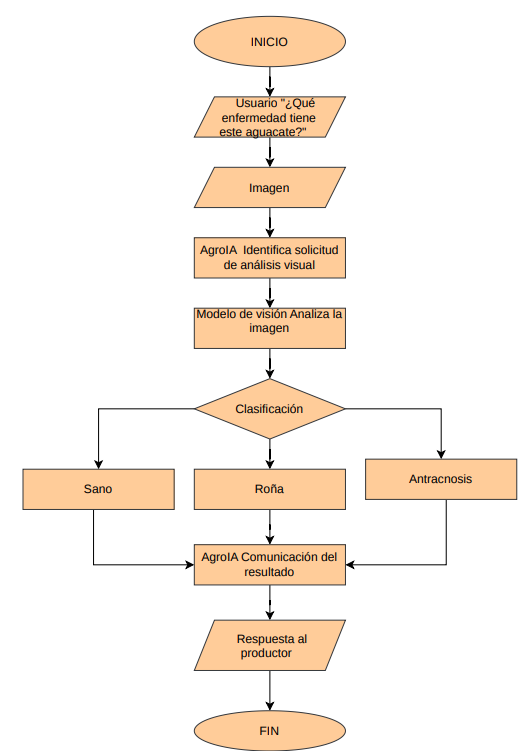 INICIO
Usuario "¿Qué
enfermedad tiene
este aguacate?"
Imagen
AgroIA Identifica solicitud
de análisis visual
Modelo de visión Analiza la
imagen
Clasificación
Sano
Roña
Antracnosis
AgroIA Comunicación del
resultado
Respuesta al
productor
FIN